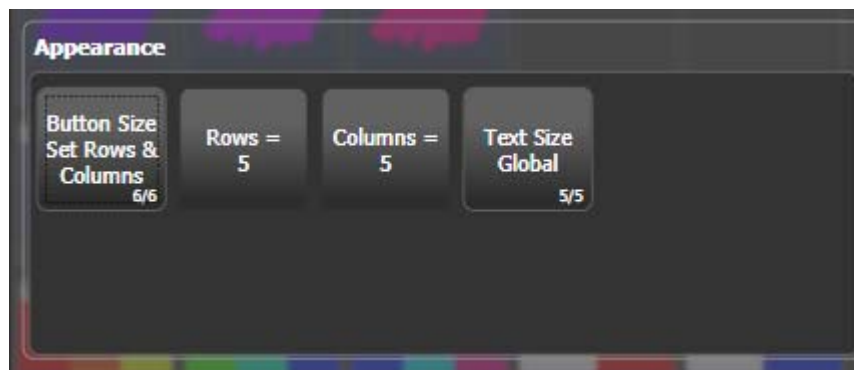 Appearance
Button Size
Set Rows &
Columns
6/6
Rows =
5
Columns =
5
Text Size
Global
5/5